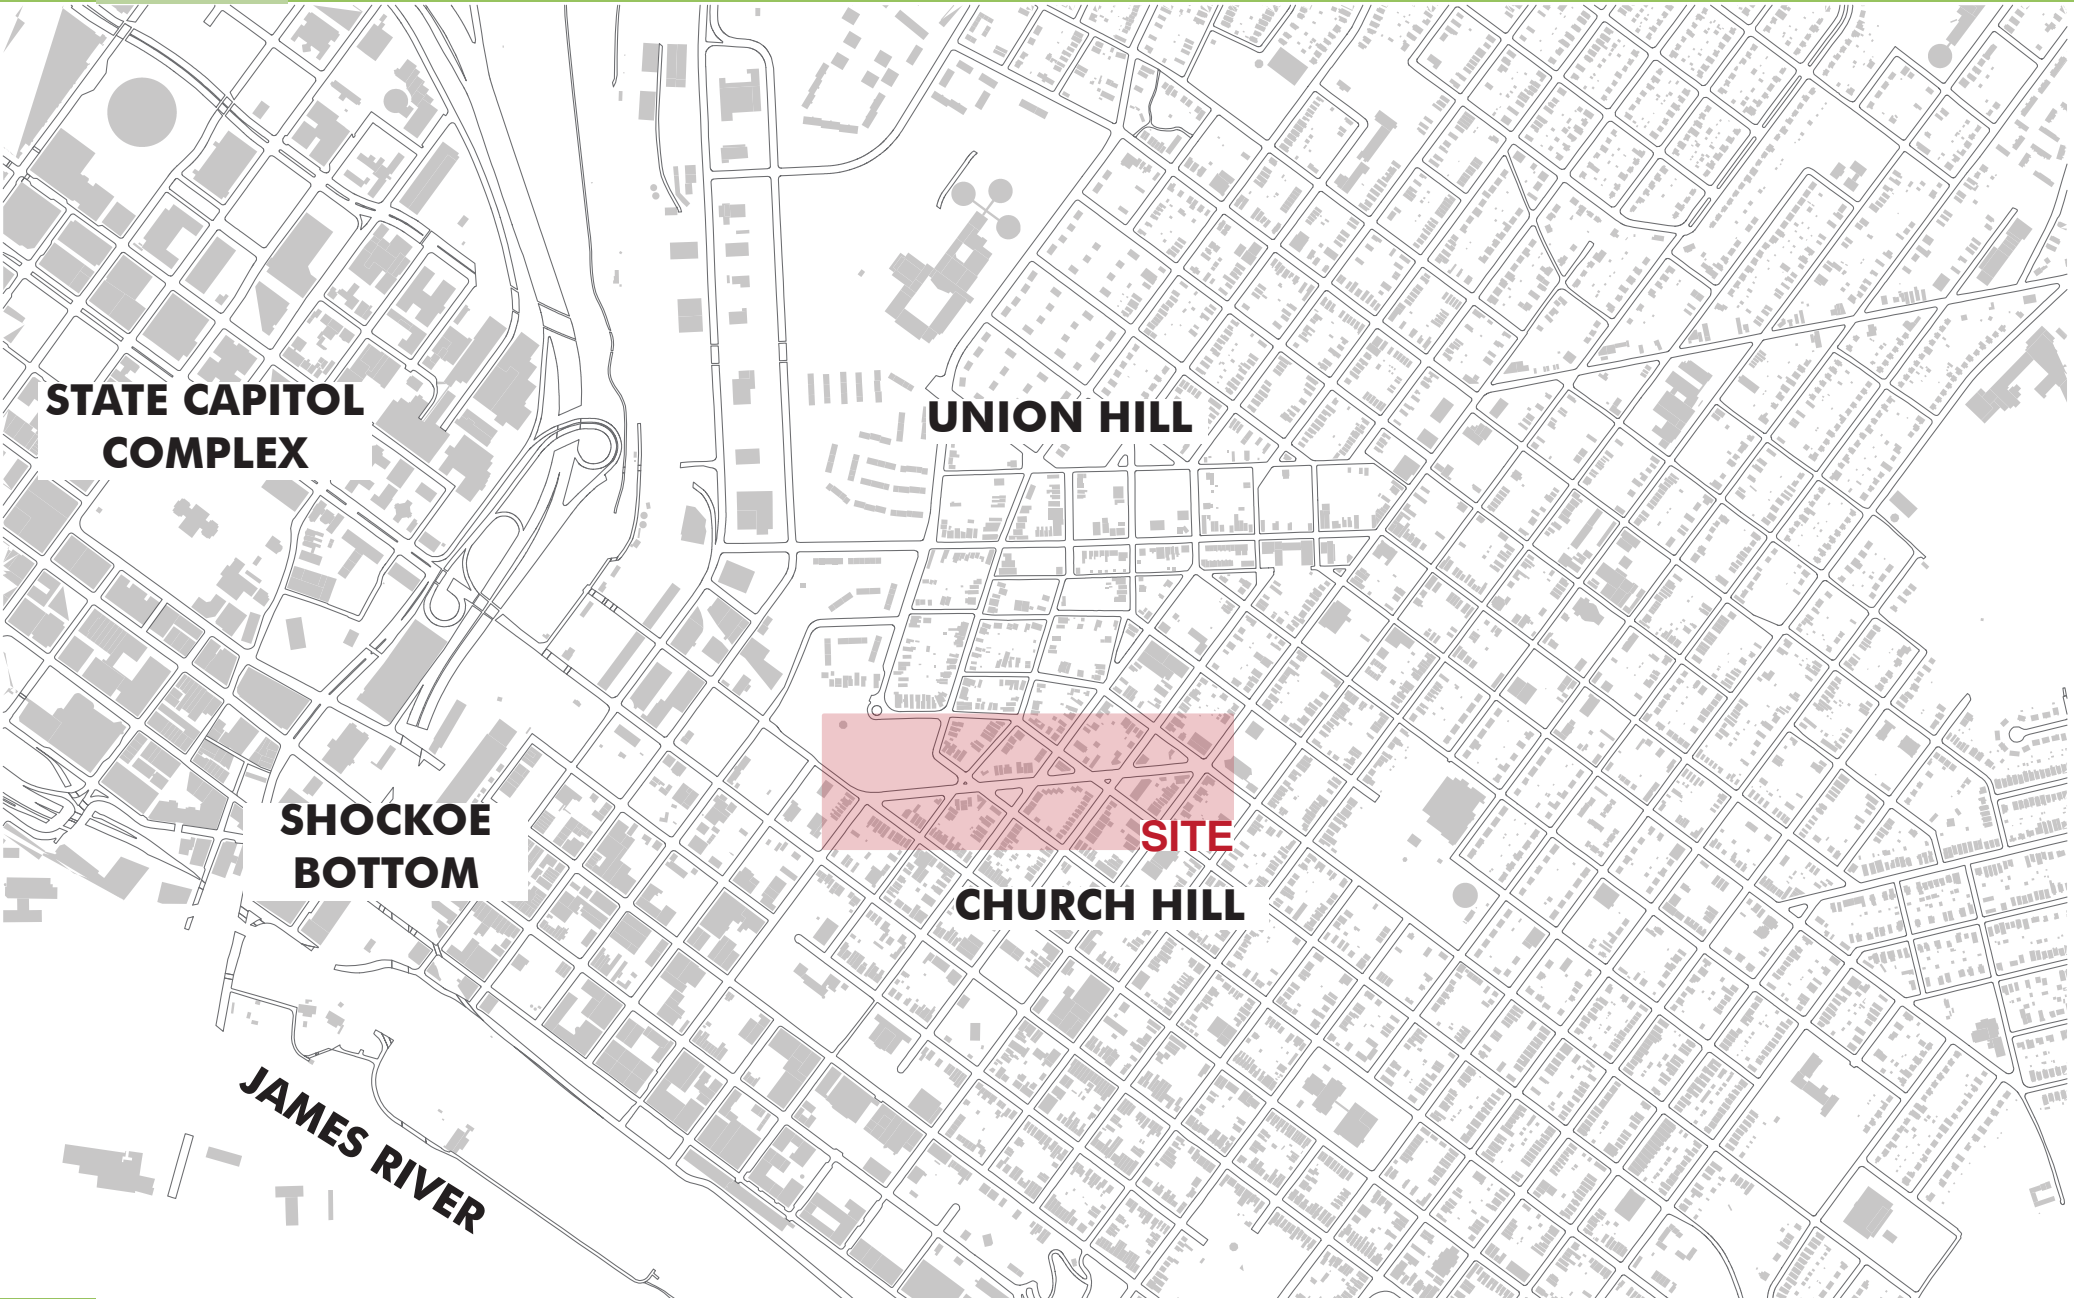 STATE CAPITOL
COMPLEX
UNION HILL
SHOCKOE
BOTTOM
SITE
CHURCH HILL
JAMES RIVER